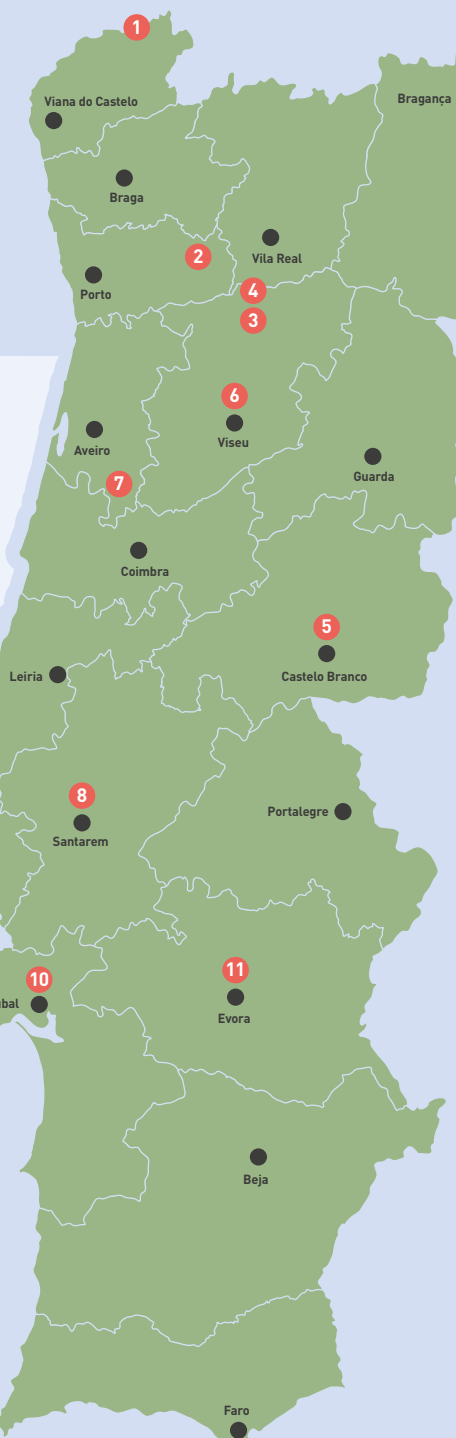 1
Bragança
Viana do Castelo
Braga
2
Vila Real
Porto
4
3
6
Viseu
Aveiro
7
Guarda
Coimbra
5
Castelo Branco
Leiria
8
Santarem
Portalegre
11
10
ubal
Evora
Beja
Faro